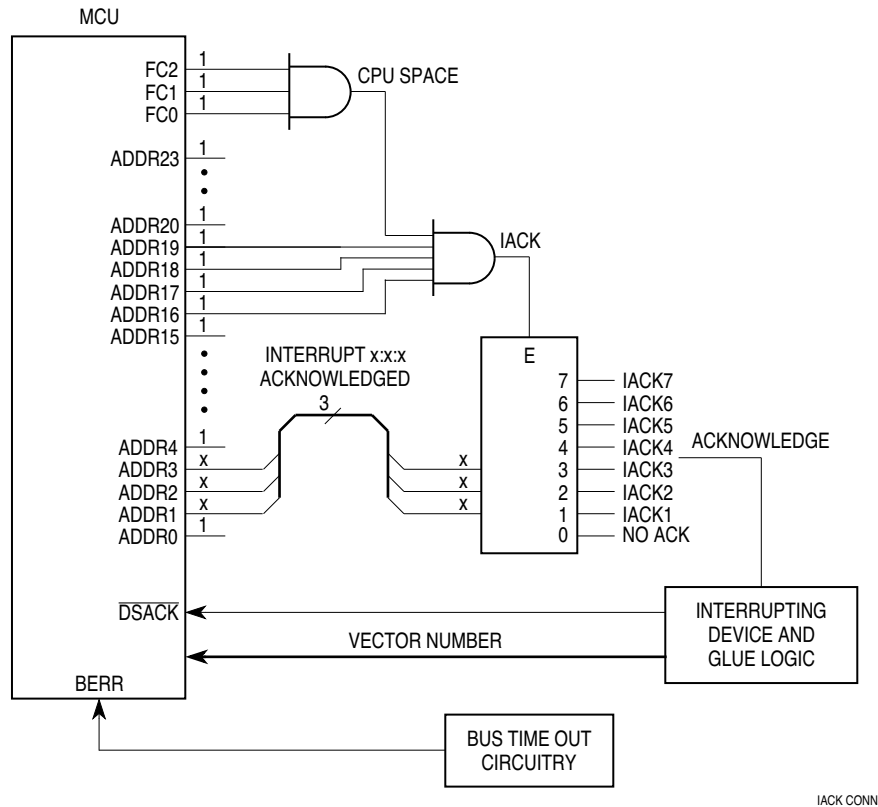 MCU
FC2 1
FC1 1
FC0 1
CPU SPACE
ADDR23 1
ADDR20 1
ADDR19 1
ADDR18 1
ADDR17 1
ADDR16 1
ADDR15 1
IACK
INTERRUPT x:x:x
ACKNOWLEDGED
3
ADDR4 1
ADDR3 x
ADDR2 x
ADDR1 x
ADDR0 1
x
x
x
E
7 IACK7
6 IACK6
5 IACK5
4 IACK4
3 IACK3
2 IACK2
1 IACK1
0 NO ACK
ACKNOWLEDGE
DSACK
VECTOR NUMBER
INTERRUPTING
DEVICE AND
GLUE LOGIC
BERR
BUS TIME OUT
CIRCUITRY
IACK CONN